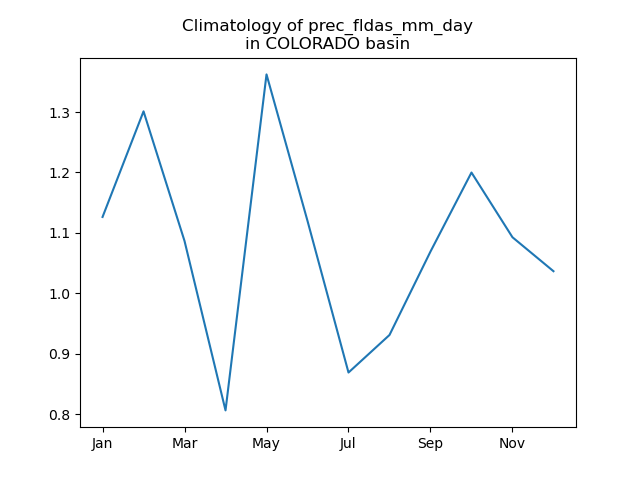 Climatology of prec_fldas_mm_day
in COLORADO basin
1.3
1.2
1.1
1.0
0.9
0.8
Jan Mar May Jul Sep Nov